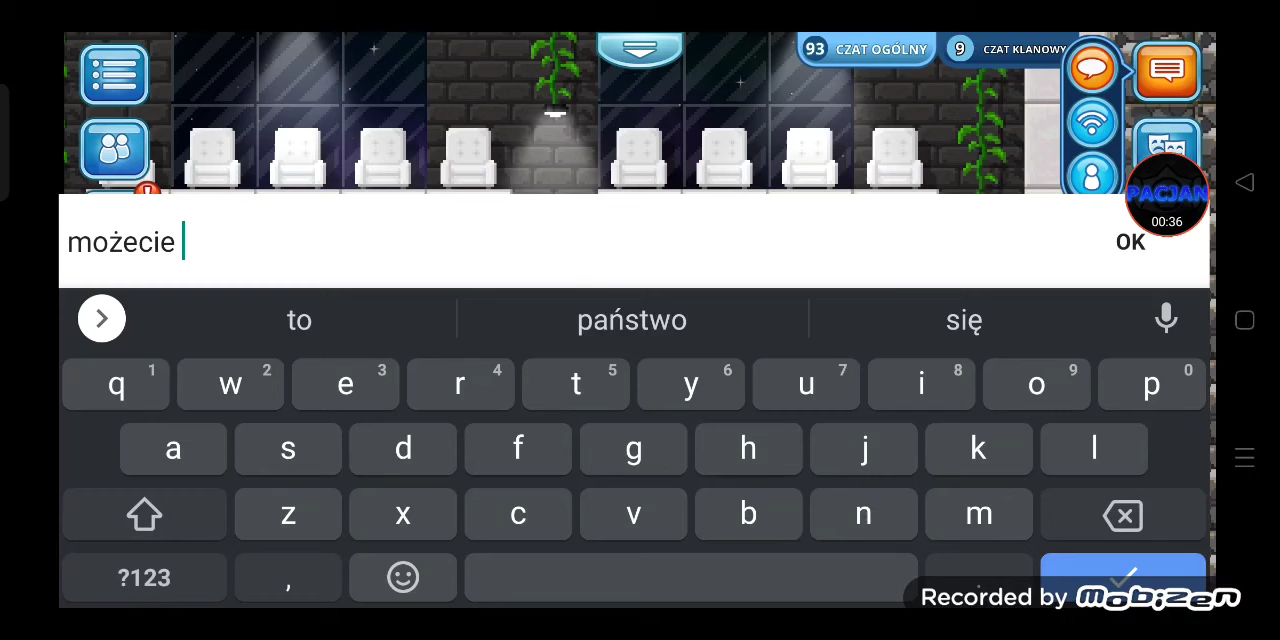 93 CZAT OGÓLNY 9 CZAT KLANOWY
PACJAN
00:36
możecie
OK
to państwo się
q 1 w 2 e 3 r 4 t 5 y 6 u 7 i 8 o 9 p 0
a s d f g h j k l
z x c v b n m
?123 , .
Recorded by Mobizen